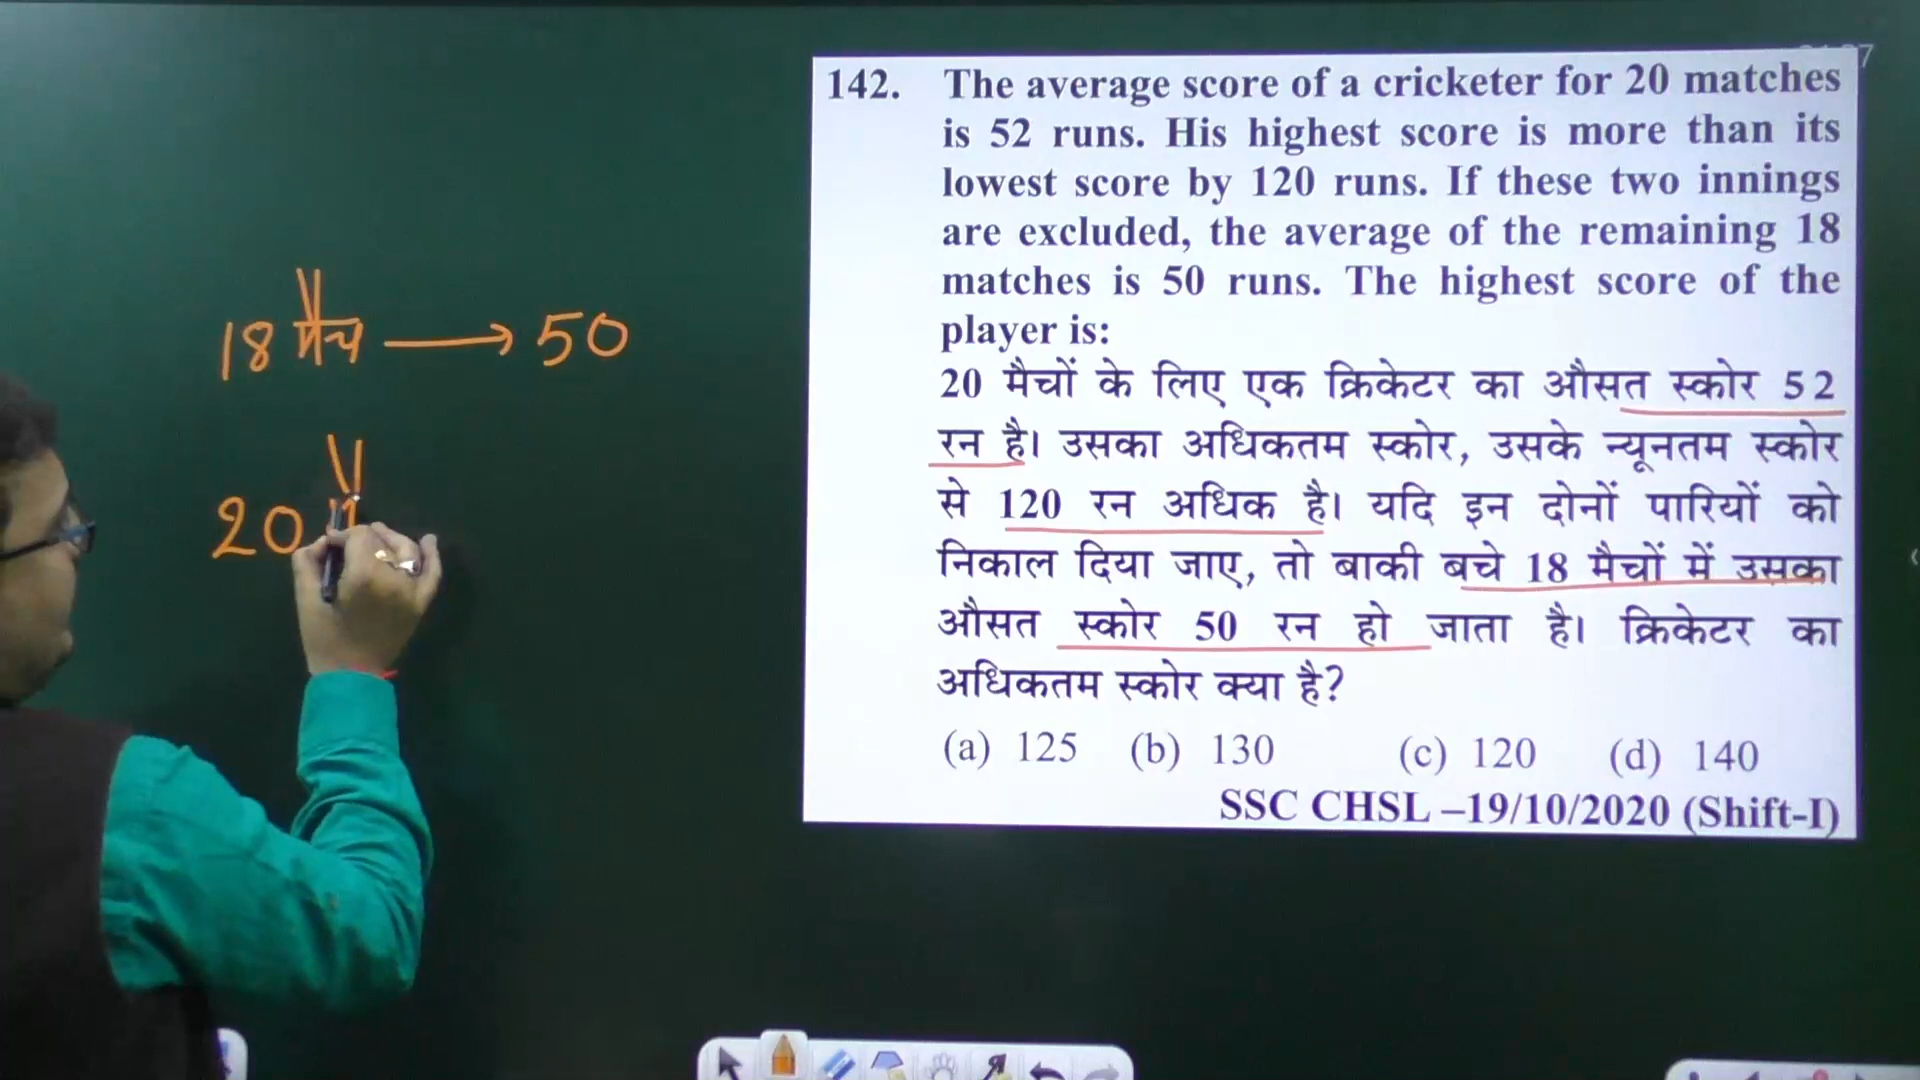 142. The average score of a cricketer for 20 matches
is 52 runs. His highest score is more than its
lowest score by 120 runs. If these two innings
are excluded, the average of the remaining 18
matches is 50 runs. The highest score of the
player is:
20 मैचों के लिए एक क्रिकेटर का औसत स्कोर 52
रन है। उसका अधिकतम स्कोर, उसके न्यूनतम स्कोर
से 120 रन अधिक है। यदि इन दोनों पारियों को
निकाल दिया जाए, तो बाकी बचे 18 मैचों में उसका
औसत स्कोर 50 रन हो जाता है। क्रिकेटर का
अधिकतम स्कोर क्या है?
(a) 125 (b) 130 (c) 120 (d) 140
SSC CHSL –19/10/2020 (Shift-I)
18 मैच → 50
20